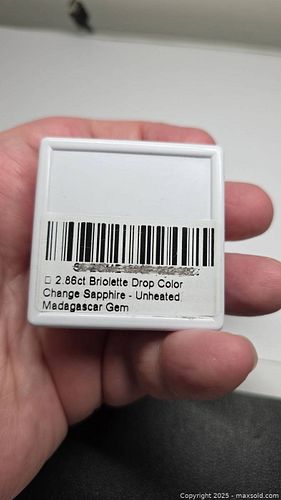 □ 2.86ct Briolette Drop Color
Change Sapphire - Unheated
Madagascar Gem
Copyright © 2025 - maxsold.com